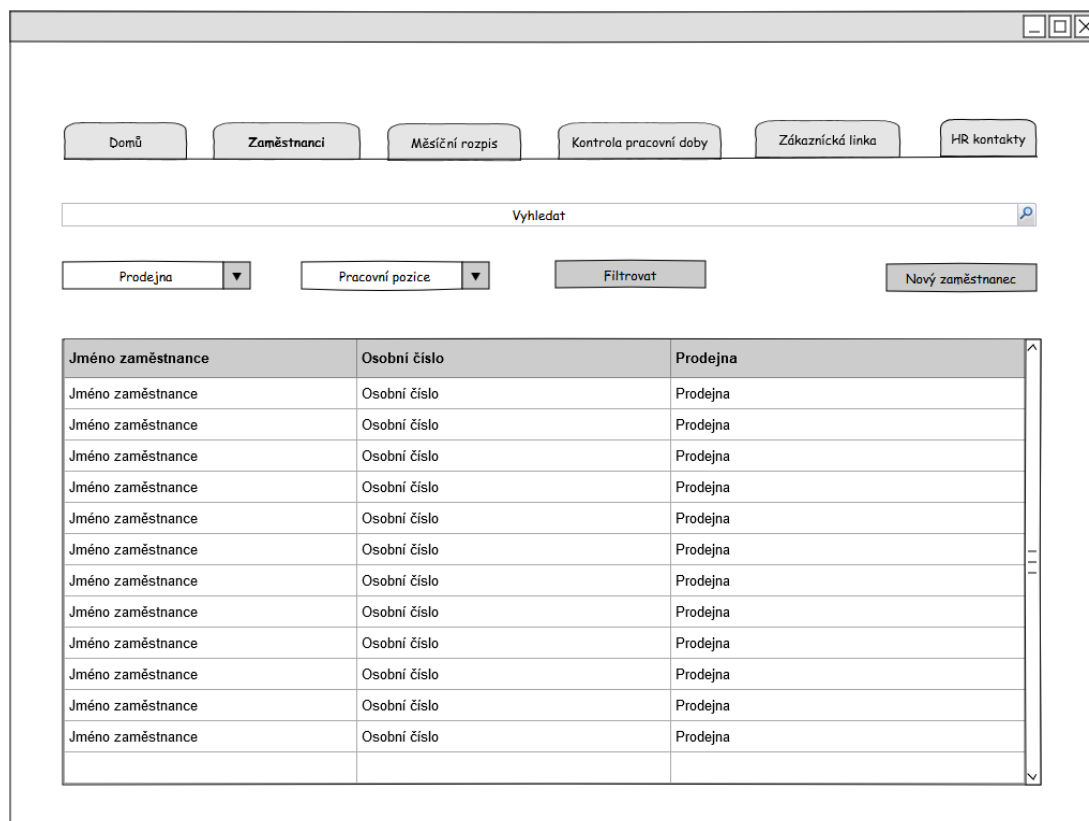 Domů Zaměstnanci Měsíční rozpis Kontrola pracovní doby Zákaznická linka HR kontakty
Vyhledat
Prodejna Pracovní pozice Filtrovat Nový zaměstnanec
Jméno zaměstnance Osobní číslo Prodejna
Jméno zaměstnance Osobní číslo Prodejna
Jméno zaměstnance Osobní číslo Prodejna
Jméno zaměstnance Osobní číslo Prodejna
Jméno zaměstnance Osobní číslo Prodejna
Jméno zaměstnance Osobní číslo Prodejna
Jméno zaměstnance Osobní číslo Prodejna
Jméno zaměstnance Osobní číslo Prodejna
Jméno zaměstnance Osobní číslo Prodejna
Jméno zaměstnance Osobní číslo Prodejna
Jméno zaměstnance Osobní číslo Prodejna
Jméno zaměstnance Osobní číslo Prodejna
Jméno zaměstnance Osobní číslo Prodejna